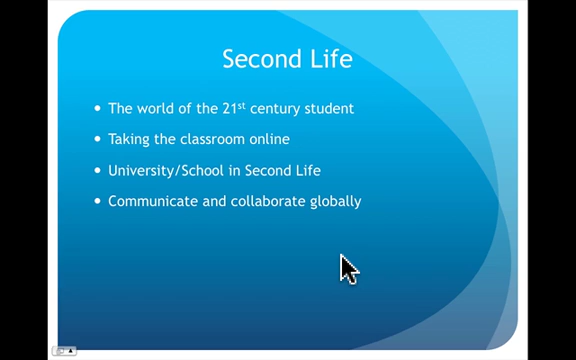 Second Life
• The world of the 21st century student
• Taking the classroom online
• University/School in Second Life
• Communicate and collaborate globally